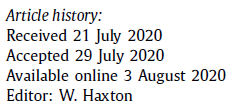 Article history:
Received 21 July 2020
Accepted 29 July 2020
Available online 3 August 2020
Editor: W. Haxton